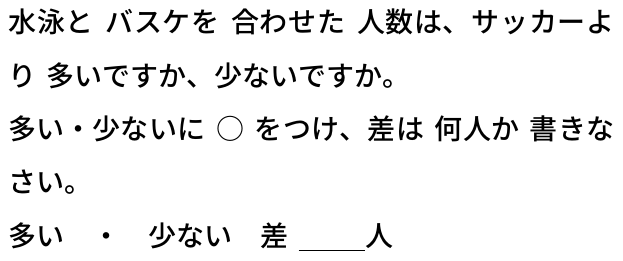 水泳と バスケを 合わせた 人数は、サッカーよ
り 多いですか、少ないですか。
多い・少ないに ○ をつけ、差は 何人か 書きな
さい。
多い　・　少ない　差 ____人